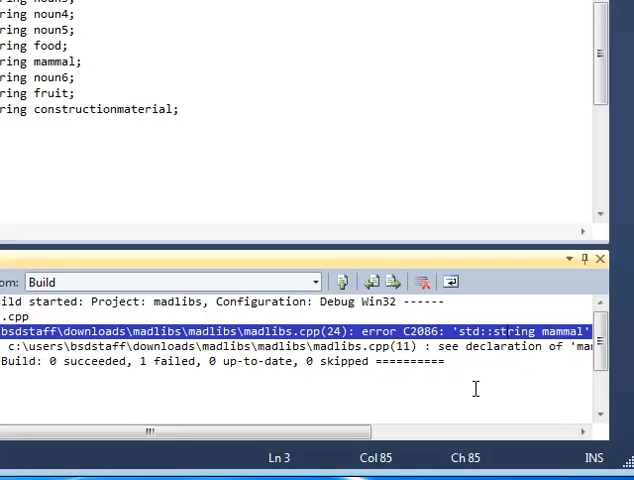 ring noun4;
ring noun5;
ring food;
ring mammal;
ring noun6;
ring fruit;
ring constructionmaterial;
om: Build
ild started: Project: madlibs, Configuration: Debug Win32 ------
.cpp
bsdstaff\downloads\madlibs\madlibs\madlibs.cpp(24): error C2086: 'std::string mammal'
c:\users\bsdstaff\downloads\madlibs\madlibs\madlibs.cpp(11) : see declaration of 'mam
Build: 0 succeeded, 1 failed, 0 up-to-date, 0 skipped ==========
Ln 3 Col 85 Ch 85 INS